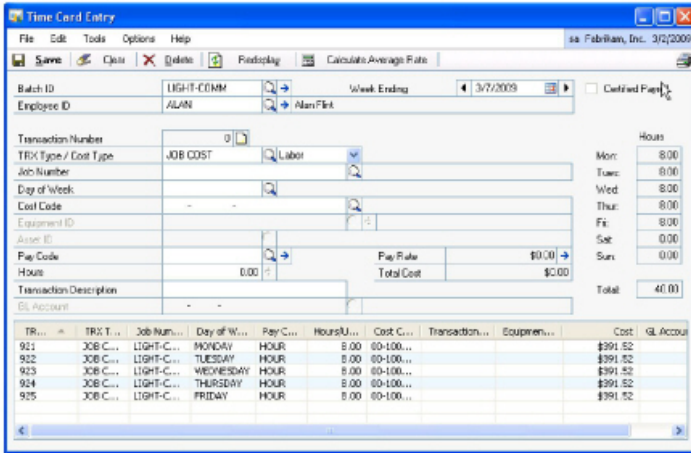 Time Card Entry
File Edit Tools Options Help sa Fabrikam, Inc. 3/2/2009
Save Clear Delete Redisplay Calculate Average Rate
Batch ID LIGHT-COMM Week Ending 3/7/2009 Certified Payr
Employee ID ALAN Alan Flint
Transaction Number 0 Hours
TRX Type / Cost Type JOB COST Labor Mon: 8.00
Job Number Tues: 8.00
Day of Week Wed: 8.00
Cost Code - - Thur: 8.00
Equipment ID Fri: 8.00
Asset ID Sat: 0.00
Pay Code Pay Rate $0.00 Sun: 0.00
Hours 0.00 Total Cost $0.00
Transaction Description Total: 40.00
GL Account - -
TR... TRX T... Job Num... Day of W... Pay C... Hours/U... Cost C... Transaction... Equipmen... Cost GL Accou
921 JOB C... LIGHT-C... MONDAY HOUR 8.00 00-100... $391.52
922 JOB C... LIGHT-C... TUESDAY HOUR 8.00 00-100... $391.52
923 JOB C... LIGHT-C... WEDNESDAY HOUR 8.00 00-100... $391.52
924 JOB C... LIGHT-C... THURSDAY HOUR 8.00 00-100... $391.52
925 JOB C... LIGHT-C... FRIDAY HOUR 8.00 00-100... $391.52